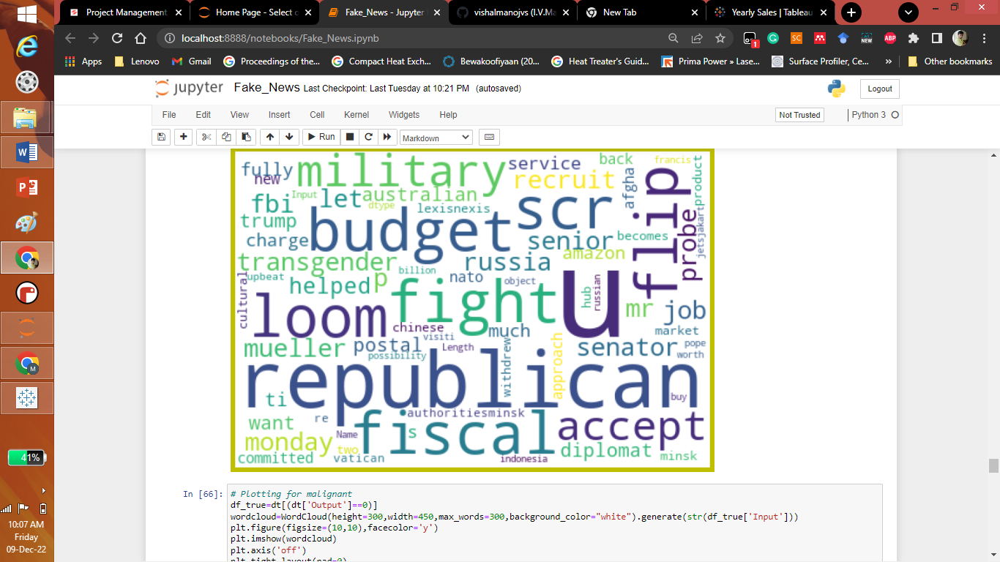 Project Management
Home Page - Select o
Fake_News - Jupyter
vishalmanojvs (I.V.Ma
New Tab
Yearly Sales | Tableau
localhost:8888/notebooks/Fake_News.ipynb
1
SC
NEW
ABP
Apps
Lenovo
Gmail
Proceedings of the...
Compact Heat Exch...
Bewakoofiyaan (20...
Heat Treater's Guid...
Prima Power » Lase...
Surface Profiler, Ce...
»
Other bookmarks
jupyter
Fake_News Last Checkpoint: Last Tuesday at 10:21 PM (autosaved)
Logout
File
Edit
View
Insert
Cell
Kernel
Widgets
Help
Not Trusted
Python 3
Run
Markdown
fully
new
military
service
back
francis
recruit
afgha
flip
product
fbi
Input
let
australian
dtype
lexisnexis
scr
trump
budget
charge
senior
becomes
probe
jetsjakart
transgender
russia
amazon
upbeat
billion
cultural
helped
p
nato
object
hub
russian
u
loom
fight
mr
job
chinese
much
market
mueller
postal
visiti
Length
possibility
withdrew
approach
senator
pope
worth
republican
ti
buy
want
re
authoritiesminsk
Name
fiscal
s
accept
monday
two
committed
vatican
indonesia
diplomat
minsk
In [66]:
# Plotting for malignant
df_true=dt[(dt['Output']==0)]
wordcloud=WordCloud(height=300,width=450,max_words=300,background_color="white").generate(str(df_true['Input']))
plt.figure(figsize=(10,10),facecolor='y')
plt.imshow(wordcloud)
plt.axis('off')
plt.tight_layout(pad=0)
41%
10:07 AM
Friday
09-Dec-22